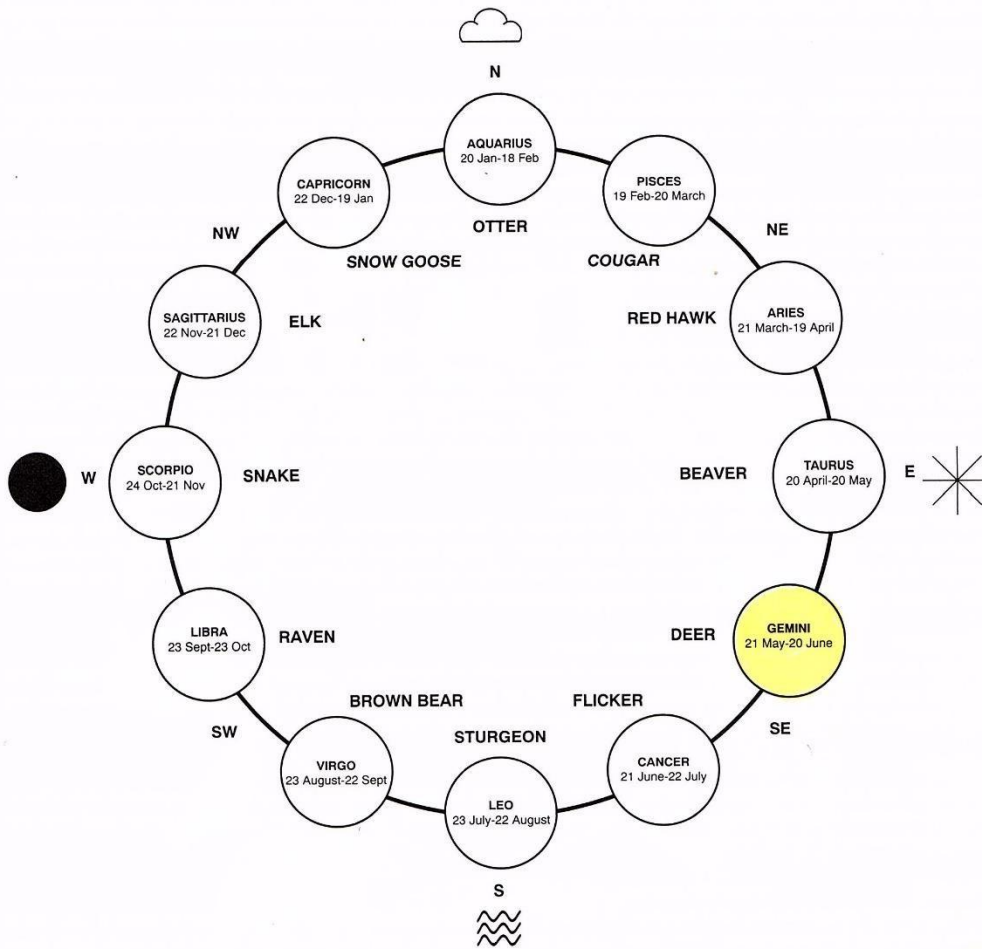 N
AQUARIUS
20 Jan-18 Feb
OTTER
PISCES
19 Feb-20 March
COUGAR
NE
ARIES
21 March-19 April
RED HAWK
TAURUS
20 April-20 May
BEAVER
E
GEMINI
21 May-20 June
DEER
SE
CANCER
21 June-22 July
FLICKER
LEO
23 July-22 August
STURGEON
S
VIRGO
23 August-22 Sept
BROWN BEAR
SW
LIBRA
23 Sept-23 Oct
RAVEN
SCORPIO
24 Oct-21 Nov
SNAKE
W
SAGITTARIUS
22 Nov-21 Dec
ELK
NW
CAPRICORN
22 Dec-19 Jan
SNOW GOOSE